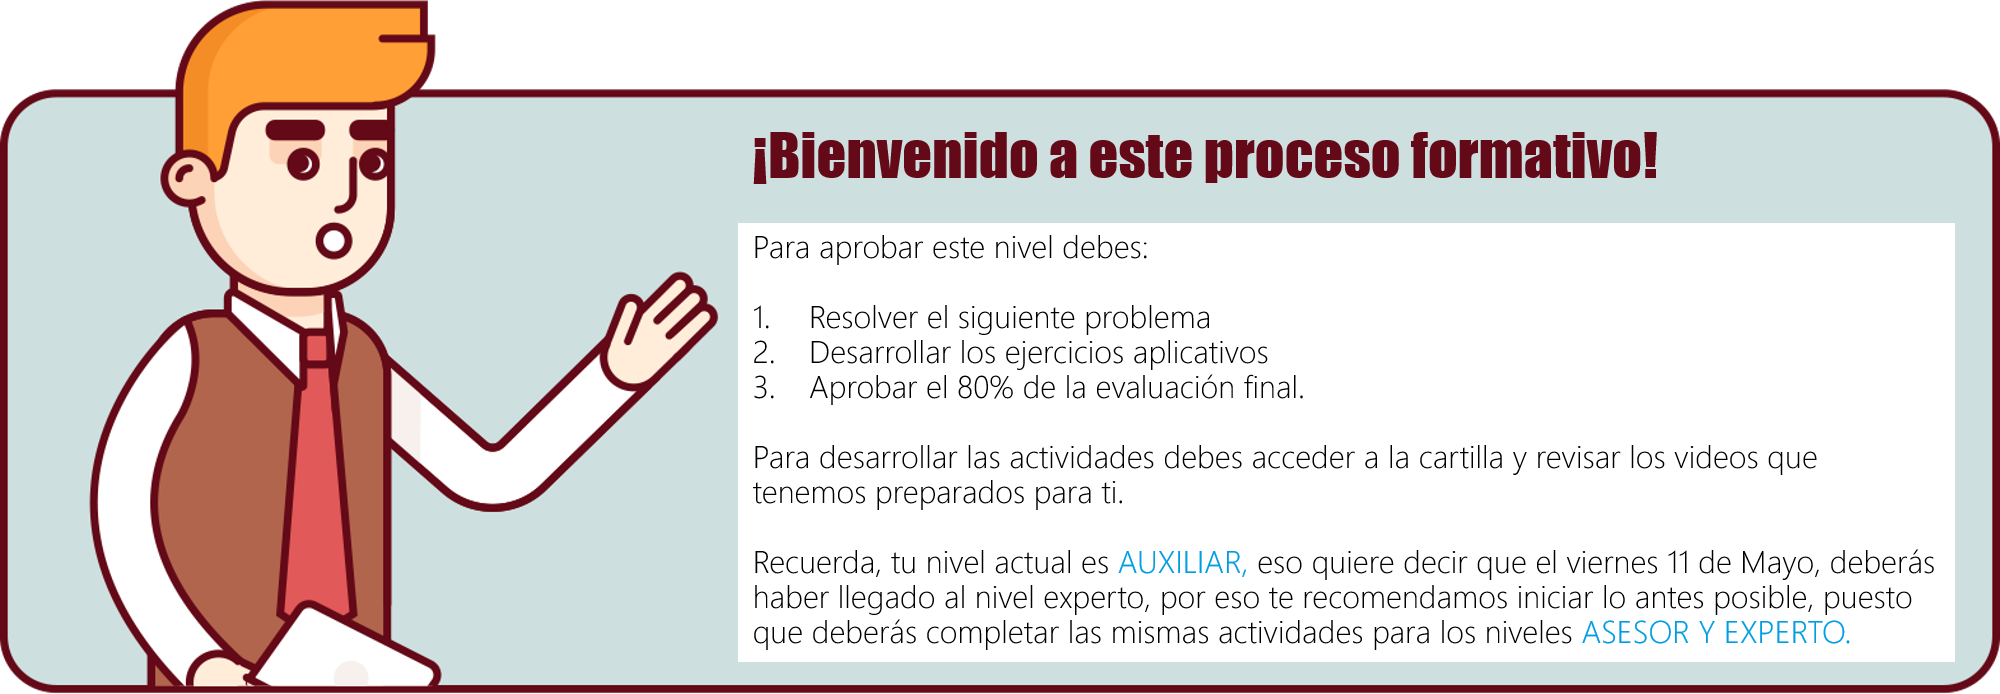 ¡Bienvenido a este proceso formativo!
Para aprobar este nivel debes:
1. Resolver el siguiente problema
2. Desarrollar los ejercicios aplicativos
3. Aprobar el 80% de la evaluación final.
Para desarrollar las actividades debes acceder a la cartilla y revisar los videos que
tenemos preparados para ti.
Recuerda, tu nivel actual es AUXILIAR, eso quiere decir que el viernes 11 de Mayo, deberás
haber llegado al nivel experto, por eso te recomendamos iniciar lo antes posible, puesto
que deberás completar las mismas actividades para los niveles ASESOR Y EXPERTO.